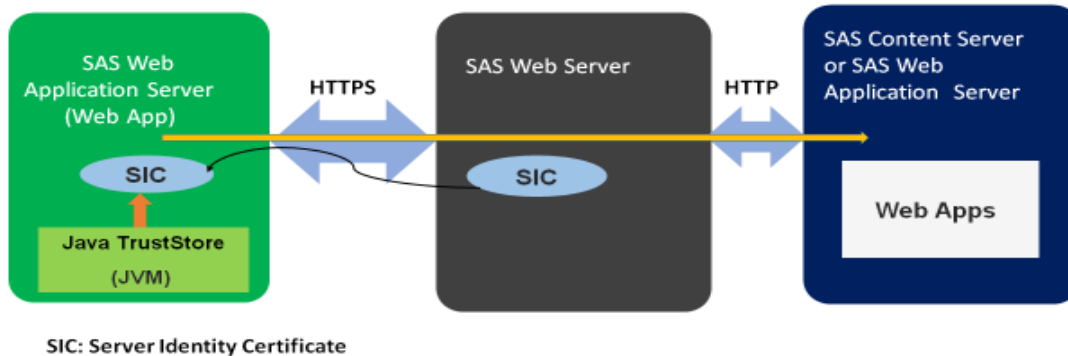 SAS Web
Application Server
(Web App)
HTTPS
SAS Web Server
HTTP
SAS Content Server
or SAS Web
Application Server
SIC
SIC
Java TrustStore
(JVM)
Web Apps
SIC: Server Identity Certificate